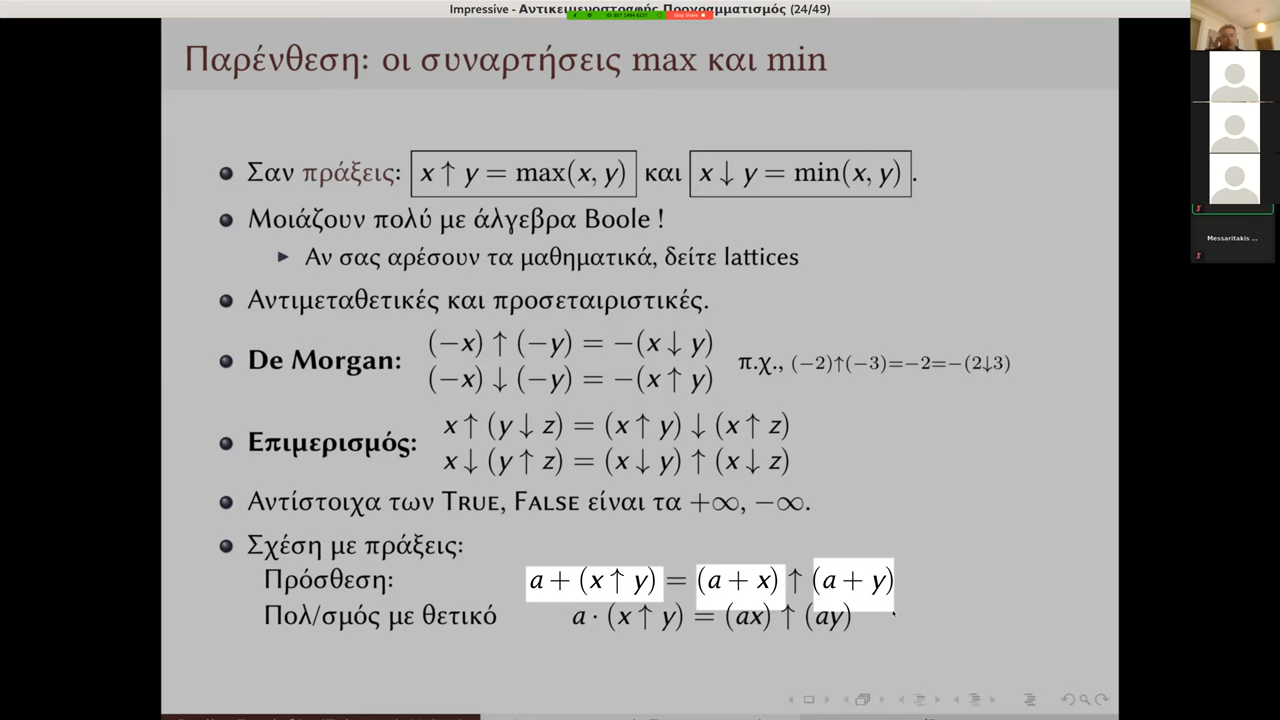 Impressive - Αντικειμενοστραφής Προγραμματισμός (24/49)
Stop Share
Παρένθεση: οι συναρτήσεις max και min
Σαν πράξεις: x ↑ y = max(x, y) και x ↓ y = min(x, y).
Μοιάζουν πολύ με άλγεβρα Boole !
Αν σας αρέσουν τα μαθηματικά, δείτε lattices
Αντιμεταθετικές και προσεταιριστικές.
De Morgan: (−x) ↑ (−y) = −(x ↓ y)
(−x) ↓ (−y) = −(x ↑ y)
π.χ., (−2)↑(−3)=−2=−(2↓3)
Επιμερισμός: x ↑ (y ↓ z) = (x ↑ y) ↓ (x ↑ z)
x ↓ (y ↑ z) = (x ↓ y) ↑ (x ↓ z)
Αντίστοιχα των TRUE, FALSE είναι τα +∞, −∞.
Σχέση με πράξεις:
Πρόσθεση: a + (x ↑ y) = (a + x) ↑ (a + y)
Πολ/σμός με θετικό a · (x ↑ y) = (ax) ↑ (ay)
Messaritakis ...